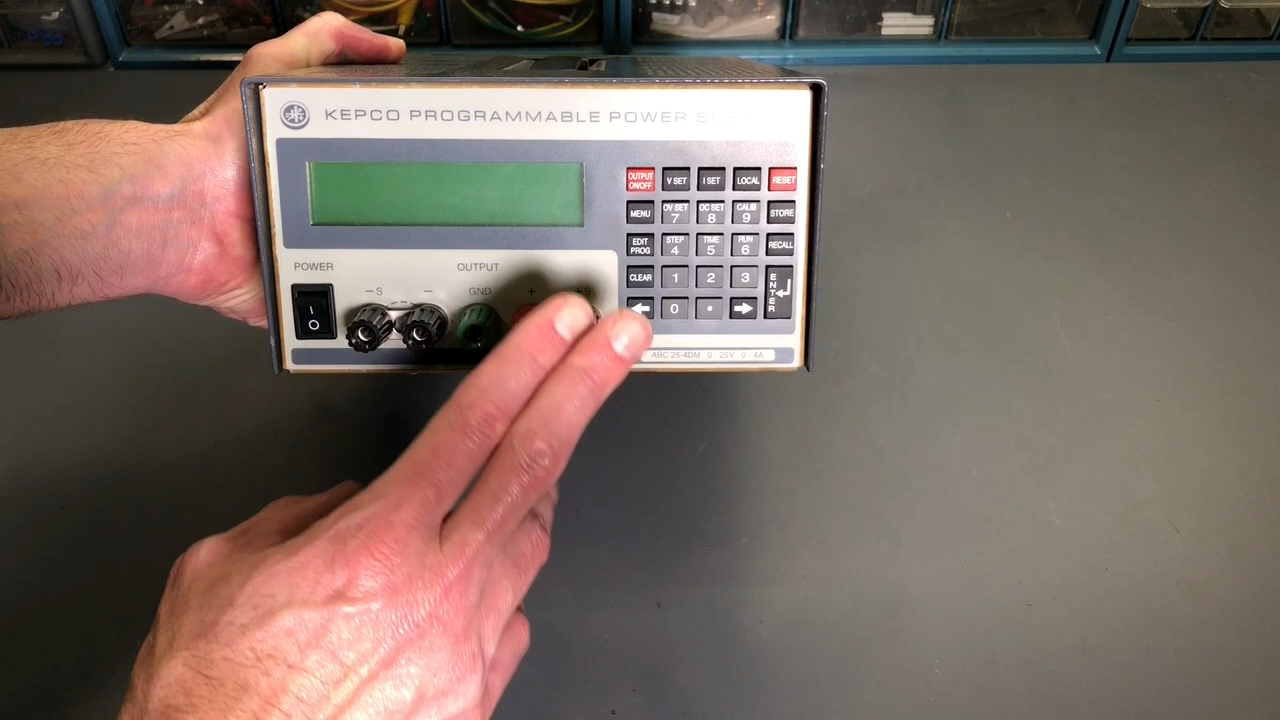 KEPCO PROGRAMMABLE POWER
OUTPUT ON/OFF
V SET
I SET
LOCAL
RESET
MENU
OV SET 7
OC SET 8
CALIB 9
STORE
EDIT PROG
STEP 4
TIME 5
RUN 6
RECALL
CLEAR
1
2
3
ENTER
0
POWER
OUTPUT
−S
−
GND
+
I
O
ABC 25-4DM 0 - 25V 0 - 4A